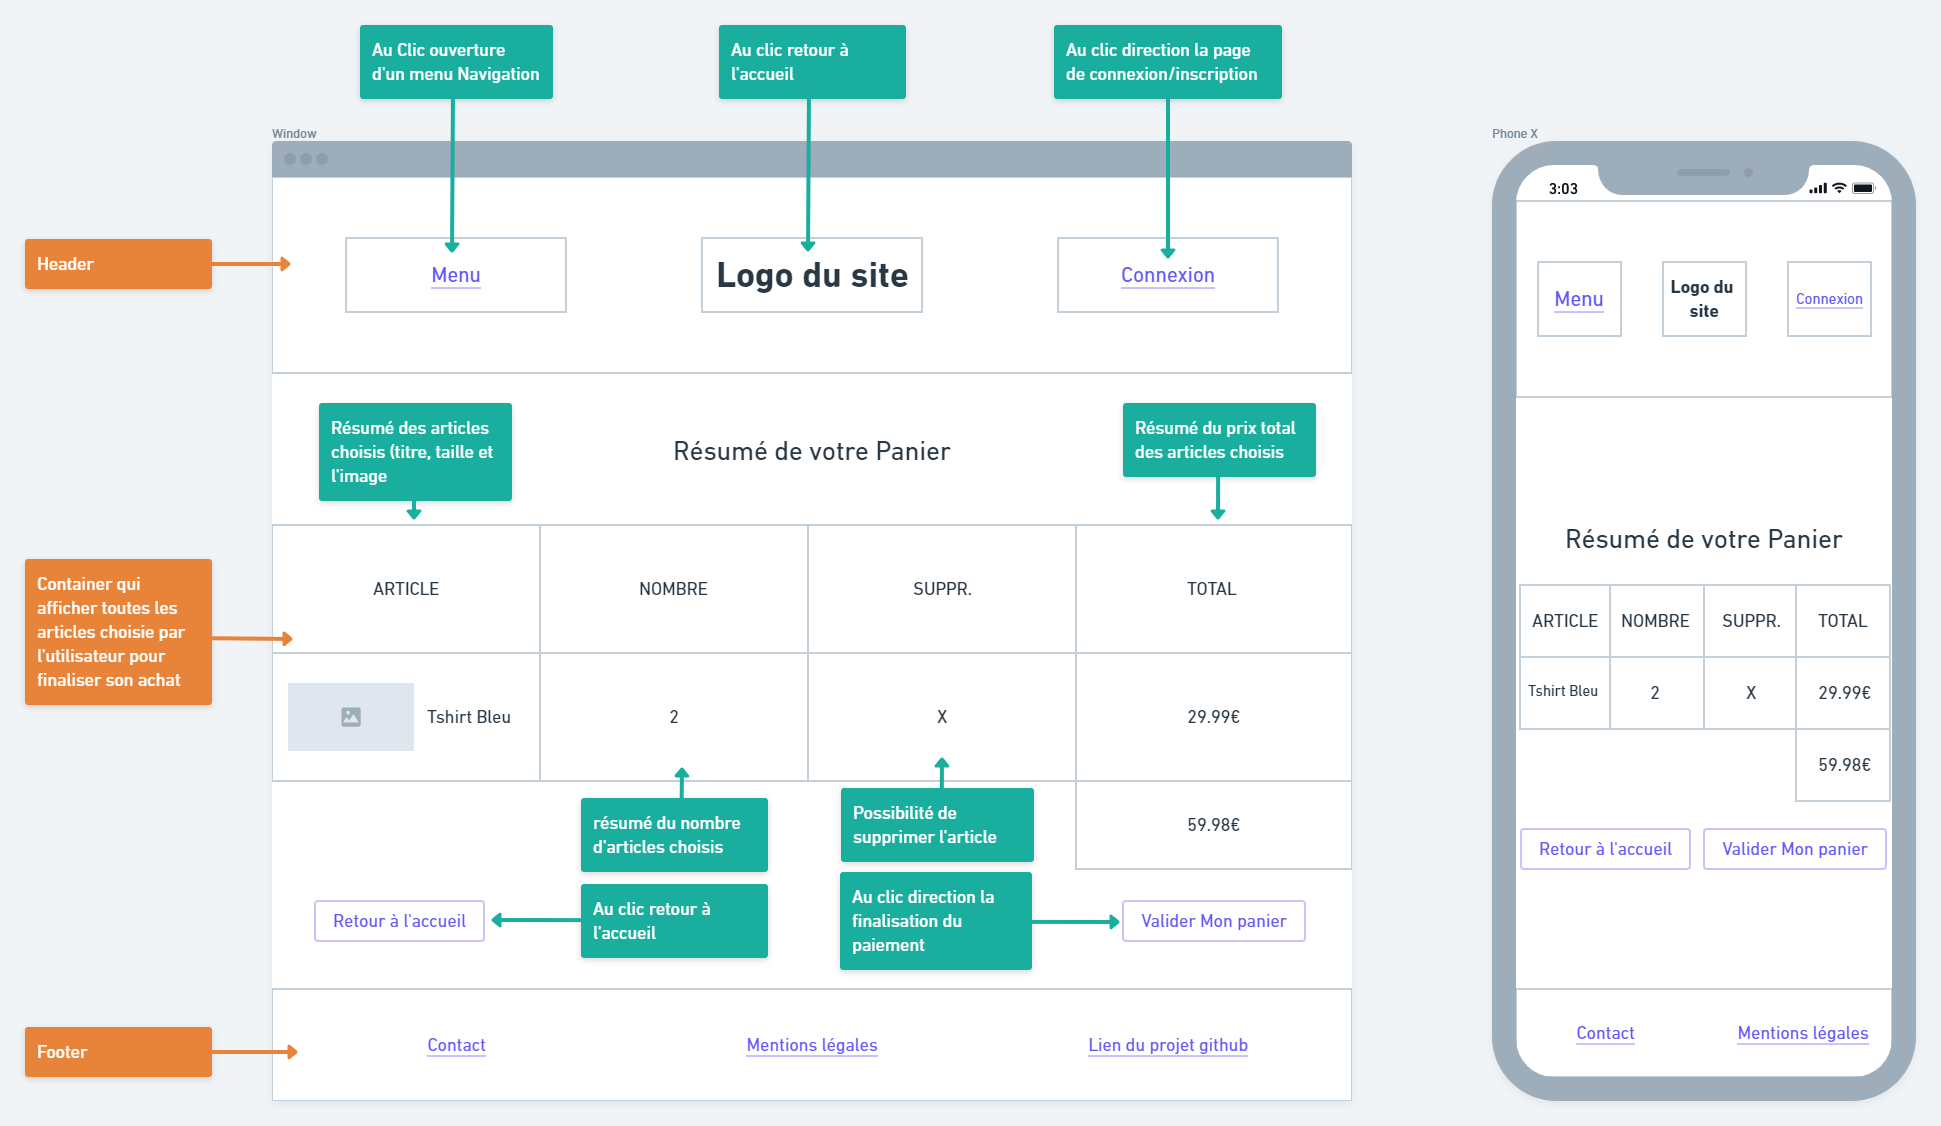 Au Clic ouverture
d'un menu Navigation
Au clic retour à
l'accueil
Au clic direction la page
de connexion/inscription
Window
Header
Menu
Logo du site
Connexion
Résumé des articles
choisis (titre, taille et
l'image
Résumé de votre Panier
Résumé du prix total
des articles choisis
Container qui
afficher toutes les
articles choisie par
l'utilisateur pour
finaliser son achat
ARTICLE
NOMBRE
SUPPR.
TOTAL
Tshirt Bleu
2
X
29.99€
résumé du nombre
d'articles choisis
Possibilité de
supprimer l'article
59.98€
Retour à l'accueil
Au clic retour à
l'accueil
Au clic direction la
finalisation du
paiement
Valider Mon panier
Footer
Contact
Mentions légales
Lien du projet github
Phone X
3:03
Menu
Logo du
site
Connexion
Résumé de votre Panier
ARTICLE
NOMBRE
SUPPR.
TOTAL
Tshirt Bleu
2
X
29.99€
59.98€
Retour à l'accueil
Valider Mon panier
Contact
Mentions légales